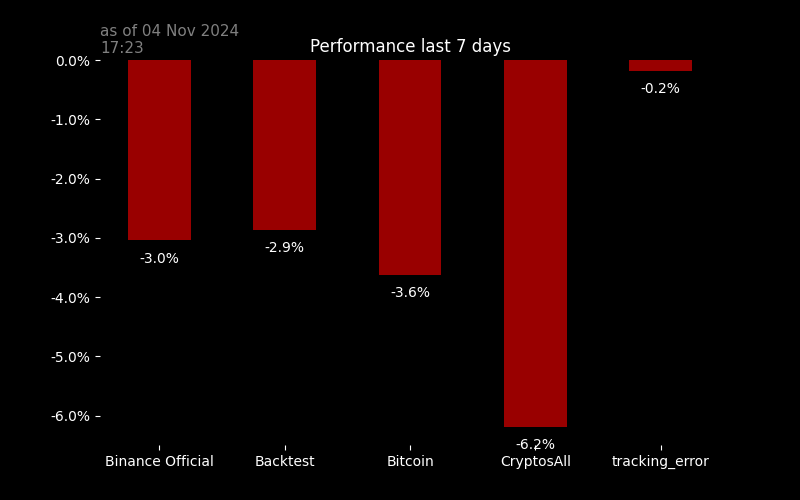 as of 04 Nov 2024
17:23
Performance last 7 days
0.0%
-1.0%
-2.0%
-3.0%
-4.0%
-5.0%
-6.0%
-3.0%
-2.9%
-3.6%
-6.2%
-0.2%
Binance Official
Backtest
Bitcoin
CryptosAll
tracking_error